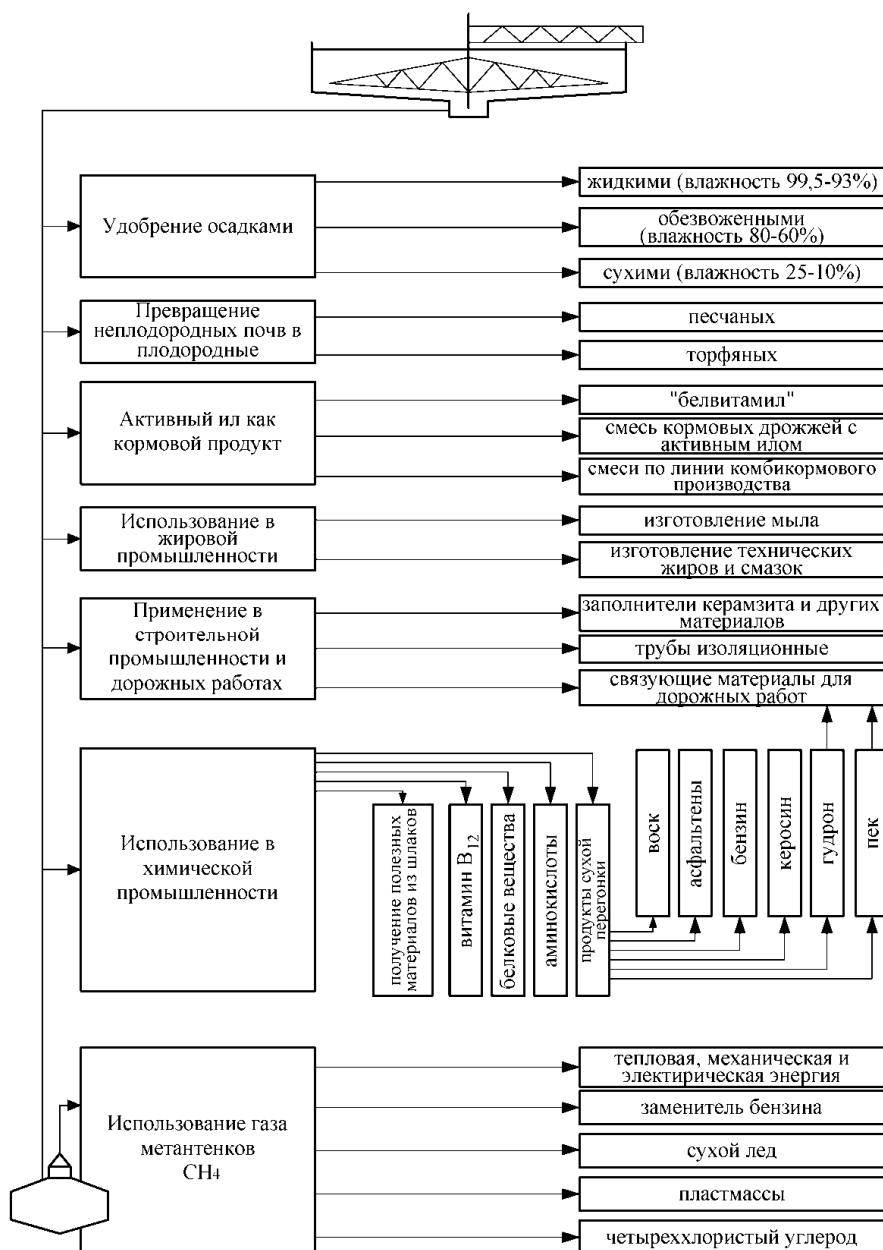 Удобрение осадками
жидкими (влажность 99,5-93%)
обезвоженными
(влажность 80-60%)
сухими (влажность 25-10%)
Превращение
неплодородных почв в
плодородные
песчаных
торфяных
Активный ил как
кормовой продукт
"белвитамил"
смесь кормовых дрожжей с
активным илом
смеси по линии комбикормового
производства
Использование в
жировой
промышленности
изготовление мыла
изготовление технических
жиров и смазок
Применение в
строительной
промышленности и
дорожных работах
заполнители керамзита и других
материалов
трубы изоляционные
связующие материалы для
дорожных работ
Использование в
химической
промышленности
получение полезных
материалов из шлаков
витамин B12
белковые вещества
аминокислоты
продукты сухой
перегонки
воск
асфальтены
бензин
керосин
гудрон
пек
Использование газа
метантенков
CH4
тепловая, механическая и
электирическая энергия
заменитель бензина
сухой лед
пластмассы
четыреххлористый углерод